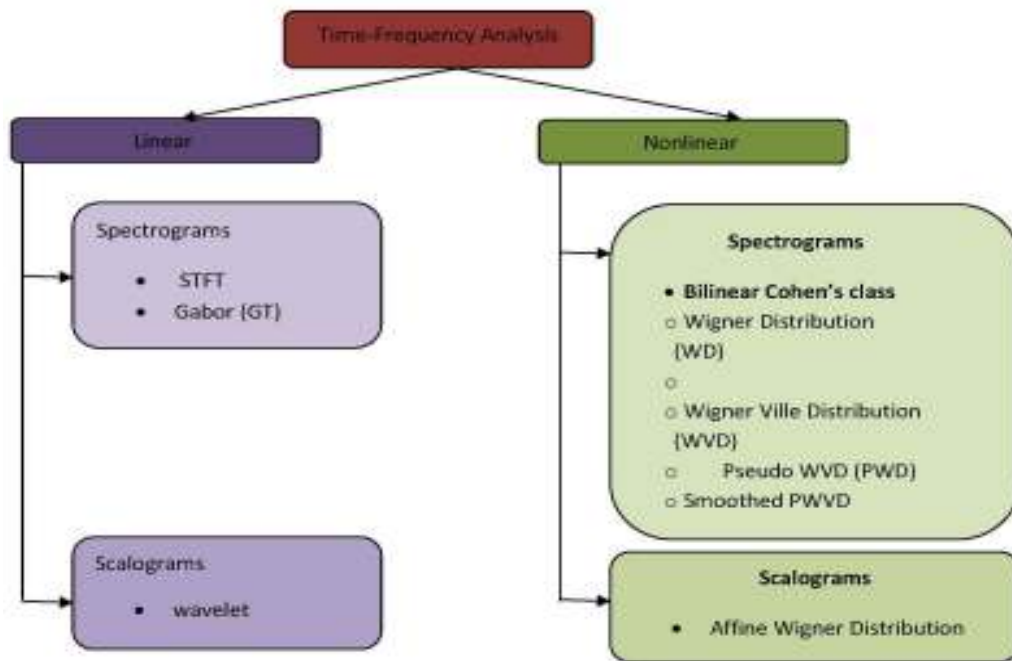 Time-Frequency Analysis
Linear
Nonlinear
Spectrograms
• STFT
• Gabor (GT)
Scalograms
• wavelet
Spectrograms
• Bilinear Cohen's class
○ Wigner Distribution
(WD)
○
○ Wigner Ville Distribution
(WVD)
○ Pseudo WVD (PWD)
○ Smoothed PWVD
Scalograms
• Affine Wigner Distribution